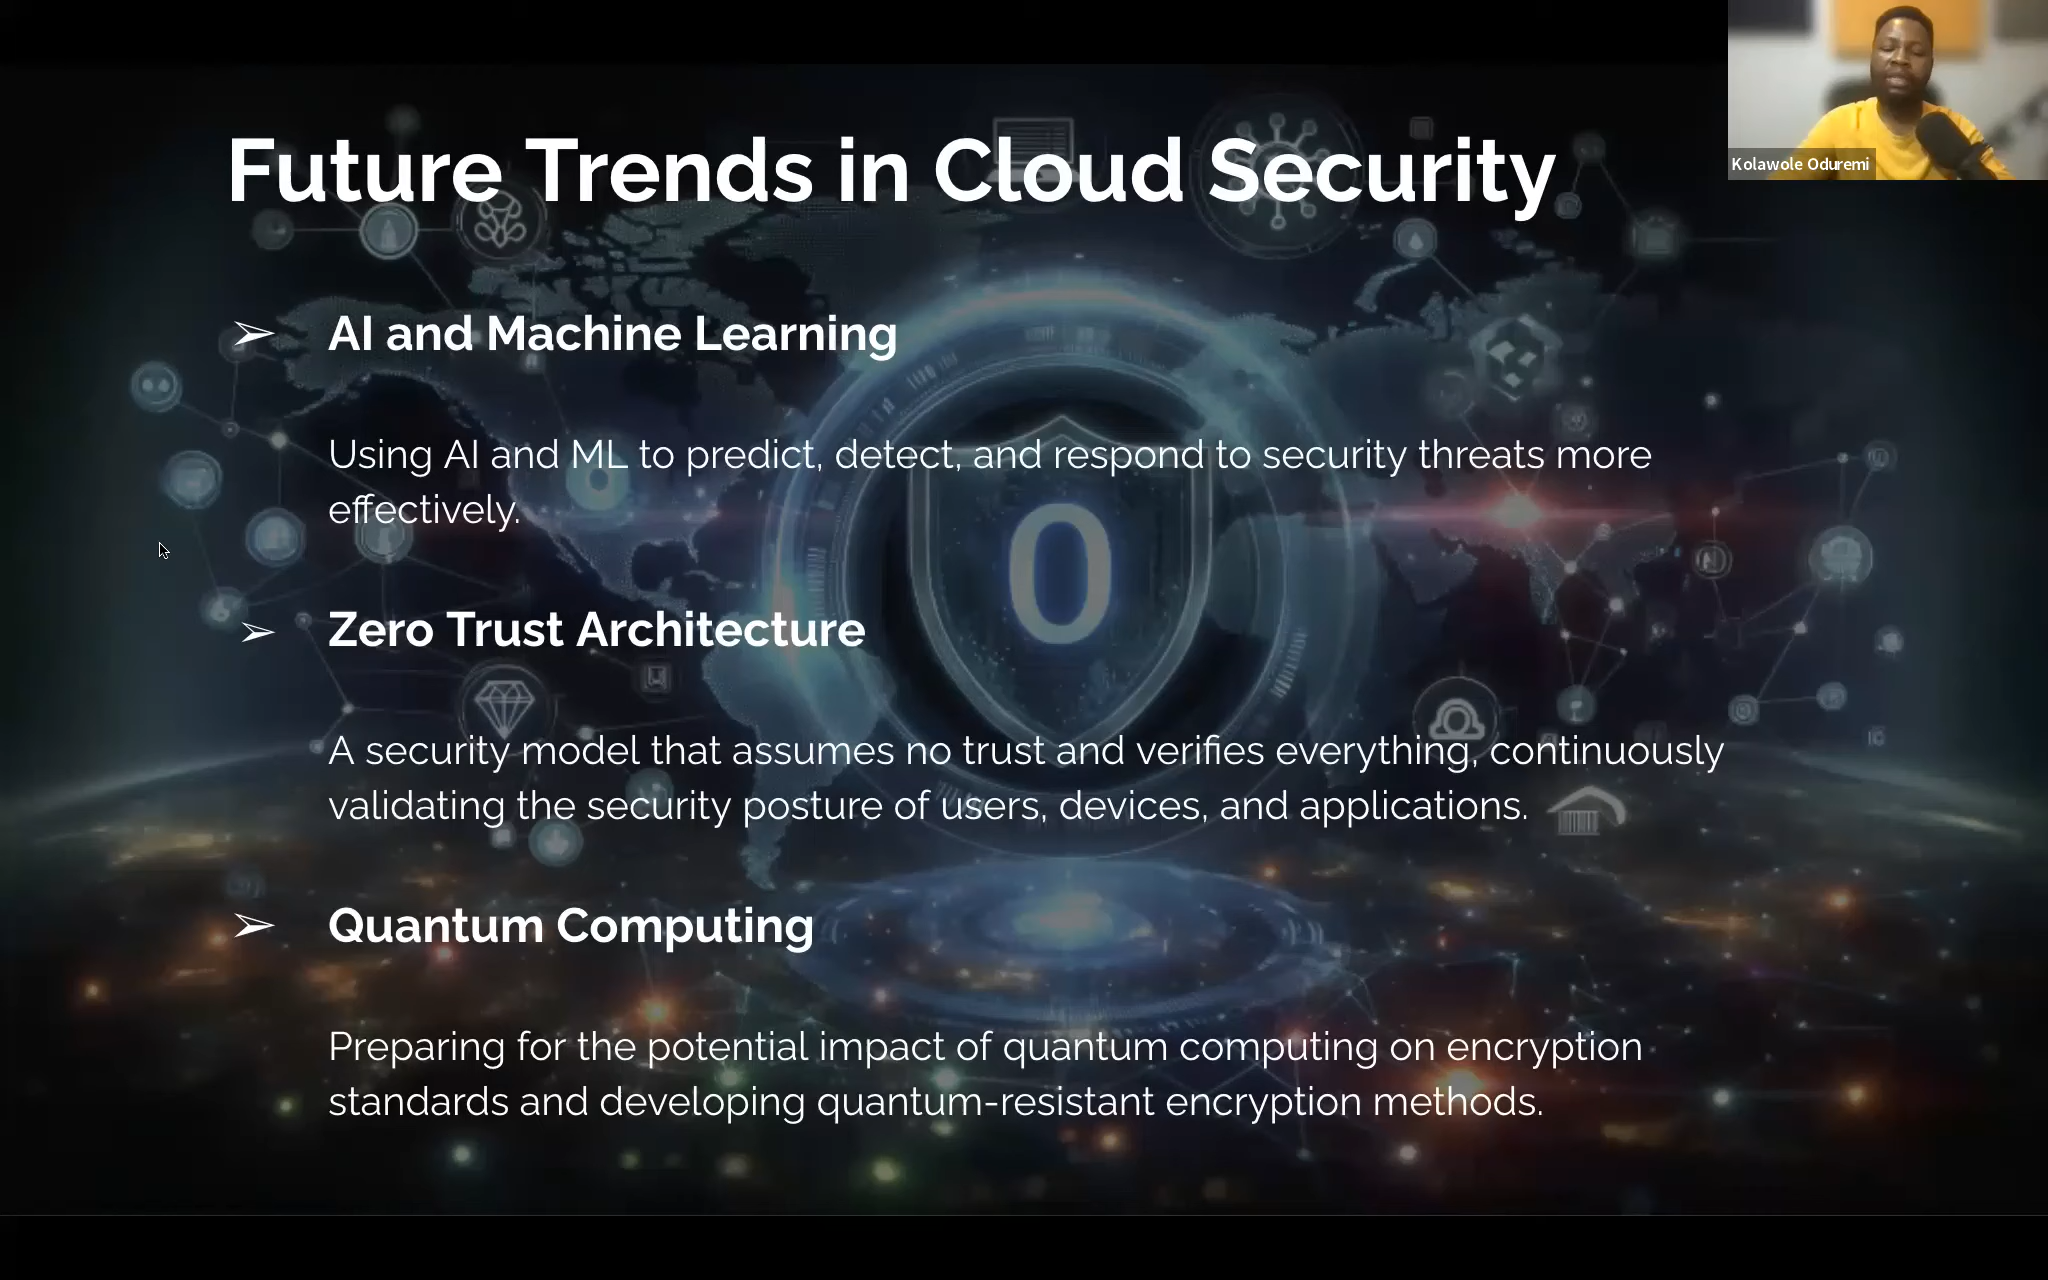 Future Trends in Cloud Security
Kolawole Oduremi
➢ AI and Machine Learning
Using AI and ML to predict, detect, and respond to security threats more
effectively.
0
➢ Zero Trust Architecture
A security model that assumes no trust and verifies everything, continuously
validating the security posture of users, devices, and applications.
➢ Quantum Computing
Preparing for the potential impact of quantum computing on encryption
standards and developing quantum-resistant encryption methods.